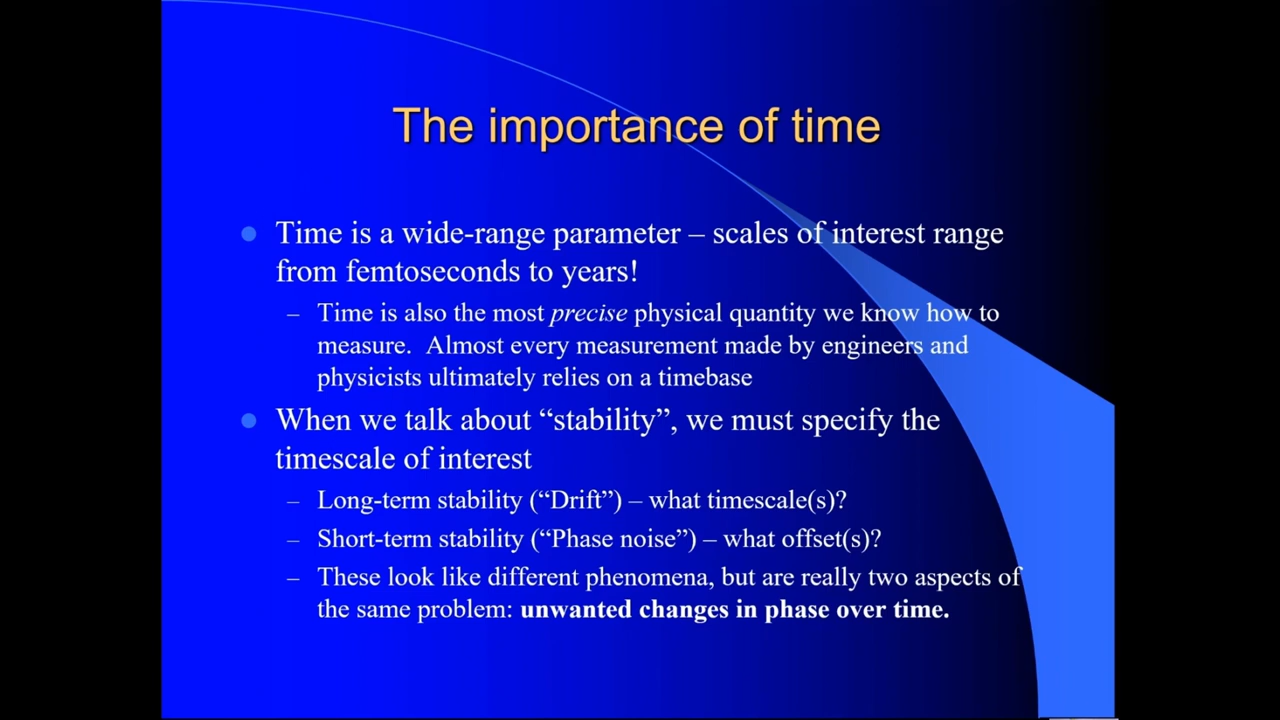 The importance of time
Time is a wide-range parameter – scales of interest range
from femtoseconds to years!
– Time is also the most precise physical quantity we know how to
measure.  Almost every measurement made by engineers and
physicists ultimately relies on a timebase
When we talk about “stability”, we must specify the
timescale of interest
– Long-term stability (“Drift”) – what timescale(s)?
– Short-term stability (“Phase noise”) – what offset(s)?
– These look like different phenomena, but are really two aspects of
the same problem: unwanted changes in phase over time.